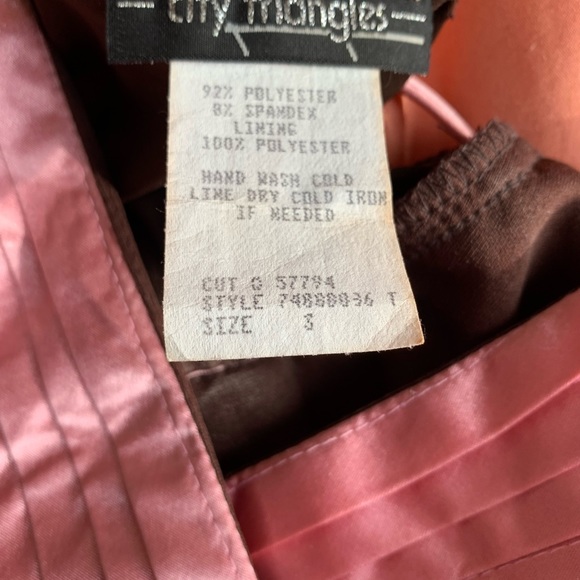 city triangles
92% POLYESTER
8% SPANDEX
LINING
100% POLYESTER
HAND WASH COLD
LINE DRY COLD IRON
IF NEEDED
CUT G 57794
STYLE 74888036 T
SIZE S